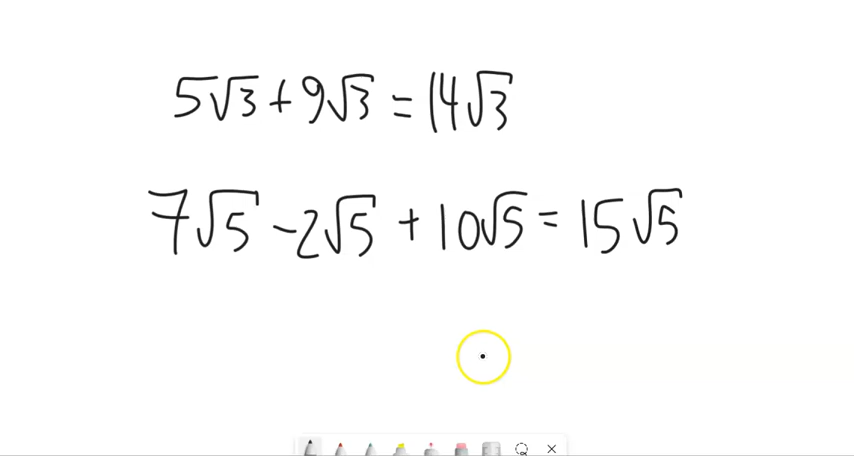 5√3 + 9√3 = 14√3
7√5 - 2√5 + 10√5 = 15√5